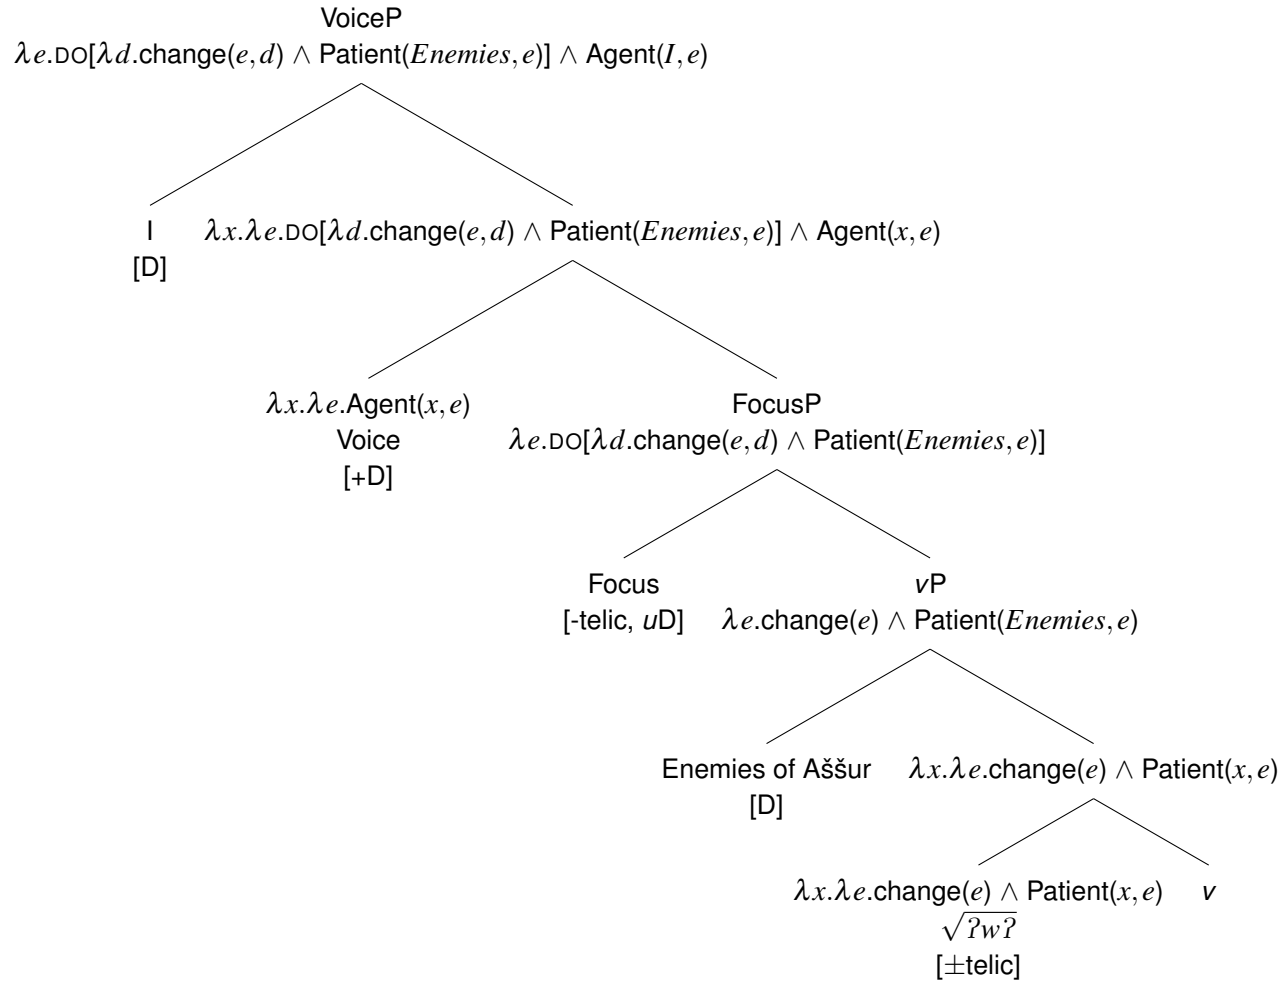 VoiceP
λe.DO[λd.change(e, d) ∧ Patient(Enemies, e)] ∧ Agent(I, e)
I λx.λe.DO[λd.change(e, d) ∧ Patient(Enemies, e)] ∧ Agent(x, e)
[D]
λx.λe.Agent(x, e) FocusP
Voice λe.DO[λd.change(e, d) ∧ Patient(Enemies, e)]
[+D]
Focus vP
[-telic, uD] λe.change(e) ∧ Patient(Enemies, e)
Enemies of Aššur λx.λe.change(e) ∧ Patient(x, e)
[D]
λx.λe.change(e) ∧ Patient(x, e) v
√?w?
[±telic]